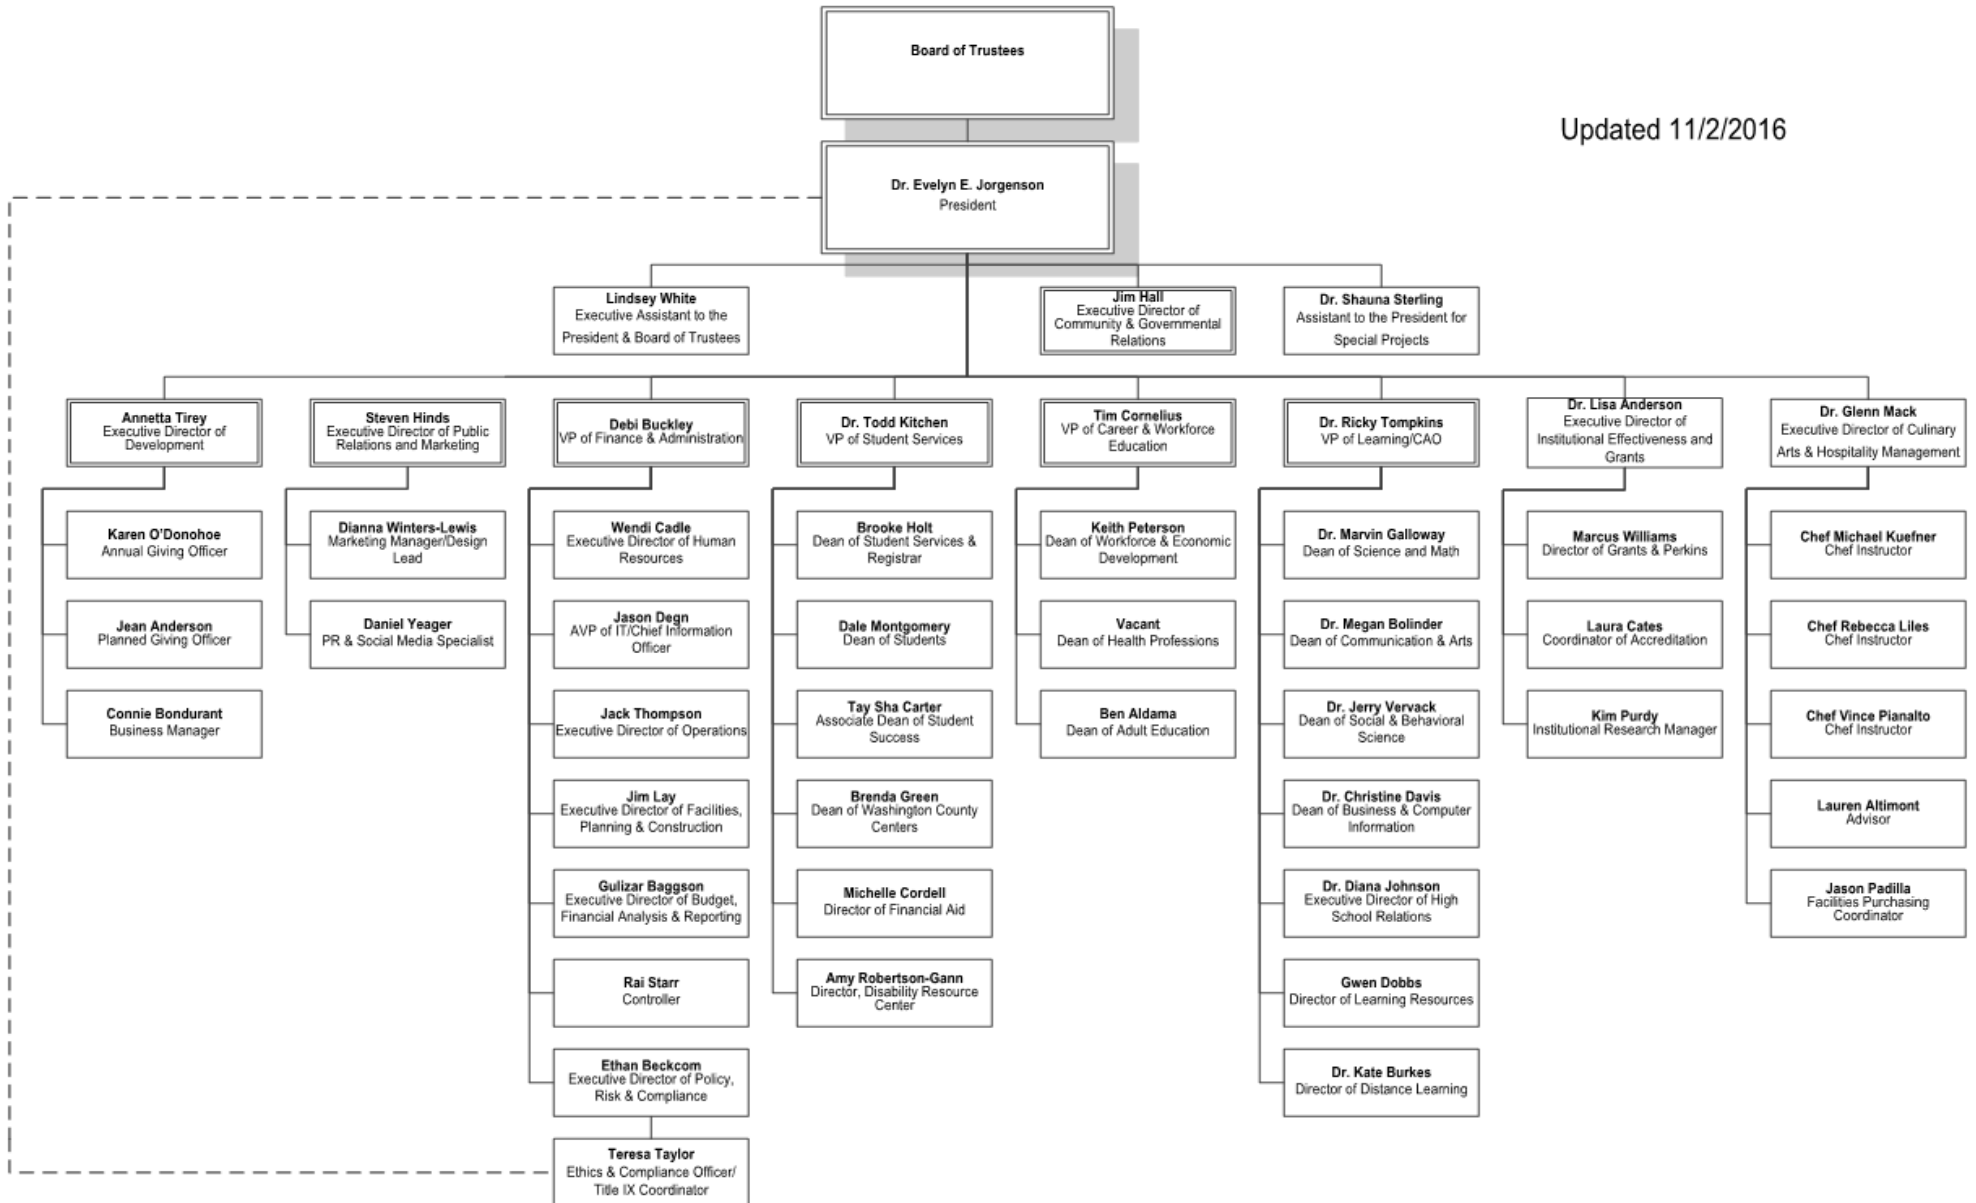 Board of Trustees
Updated 11/2/2016
Dr. Evelyn E. Jorgenson
President
Lindsey White
Executive Assistant to the
President & Board of Trustees
Jim Hall
Executive Director of
Community & Governmental
Relations
Dr. Shauna Sterling
Assistant to the President for
Special Projects
Annetta Tirey
Executive Director of
Development
Steven Hinds
Executive Director of Public
Relations and Marketing
Debi Buckley
VP of Finance & Administration
Dr. Todd Kitchen
VP of Student Services
Tim Cornelius
VP of Career & Workforce
Education
Dr. Ricky Tompkins
VP of Learning/CAO
Dr. Lisa Anderson
Executive Director of
Institutional Effectiveness and
Grants
Dr. Glenn Mack
Executive Director of Culinary
Arts & Hospitality Management
Karen O'Donohoe
Annual Giving Officer
Jean Anderson
Planned Giving Officer
Connie Bondurant
Business Manager
Dianna Winters-Lewis
Marketing Manager/Design
Lead
Daniel Yeager
PR & Social Media Specialist
Wendi Cadle
Executive Director of Human
Resources
Jason Degn
AVP of IT/Chief Information
Officer
Jack Thompson
Executive Director of Operations
Jim Lay
Executive Director of Facilities,
Planning & Construction
Gulizar Baggson
Executive Director of Budget,
Financial Analysis & Reporting
Rai Starr
Controller
Ethan Beckcom
Executive Director of Policy,
Risk & Compliance
Teresa Taylor
Ethics & Compliance Officer/
Title IX Coordinator
Brooke Holt
Dean of Student Services &
Registrar
Dale Montgomery
Dean of Students
Tay Sha Carter
Associate Dean of Student
Success
Brenda Green
Dean of Washington County
Centers
Michelle Cordell
Director of Financial Aid
Amy Robertson-Gann
Director, Disability Resource
Center
Keith Peterson
Dean of Workforce & Economic
Development
Vacant
Dean of Health Professions
Ben Aldama
Dean of Adult Education
Dr. Marvin Galloway
Dean of Science and Math
Dr. Megan Bolinder
Dean of Communication & Arts
Dr. Jerry Vervack
Dean of Social & Behavioral
Science
Dr. Christine Davis
Dean of Business & Computer
Information
Dr. Diana Johnson
Executive Director of High
School Relations
Gwen Dobbs
Director of Learning Resources
Dr. Kate Burkes
Director of Distance Learning
Marcus Williams
Director of Grants & Perkins
Laura Cates
Coordinator of Accreditation
Kim Purdy
Institutional Research Manager
Chef Michael Kuefner
Chef Instructor
Chef Rebecca Liles
Chef Instructor
Chef Vince Pianalto
Chef Instructor
Lauren Altimont
Advisor
Jason Padilla
Facilities Purchasing
Coordinator